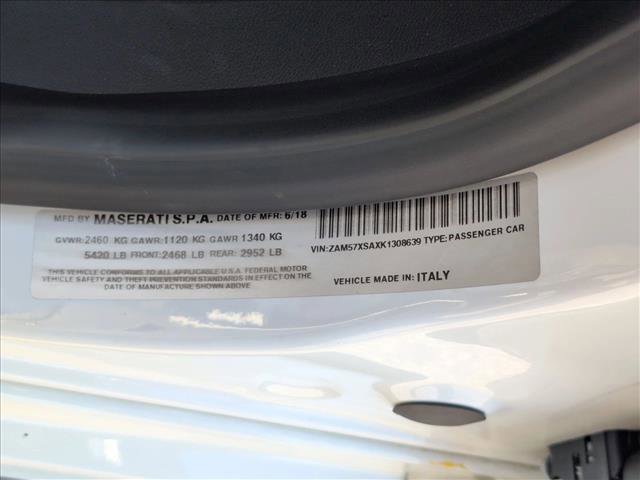 MFD BY MASERATI S.P.A. DATE OF MFR: 6/18
GVWR:2460 KG GAWR:1120 KG GAWR 1340 KG
5420 LB FRONT:2468 LB REAR: 2952 LB
THIS VEHICLE CONFORMS TO ALL APPLICABLE U.S.A. FEDERAL MOTOR
VEHICLE SAFETY AND THEFT PREVENTION STANDARDS IN EFFECT ON THE
DATE OF MANUFACTURE SHOWN ABOVE
VIN:ZAM57XSAXK1308639 TYPE:PASSENGER CAR
VEHICLE MADE IN: ITALY